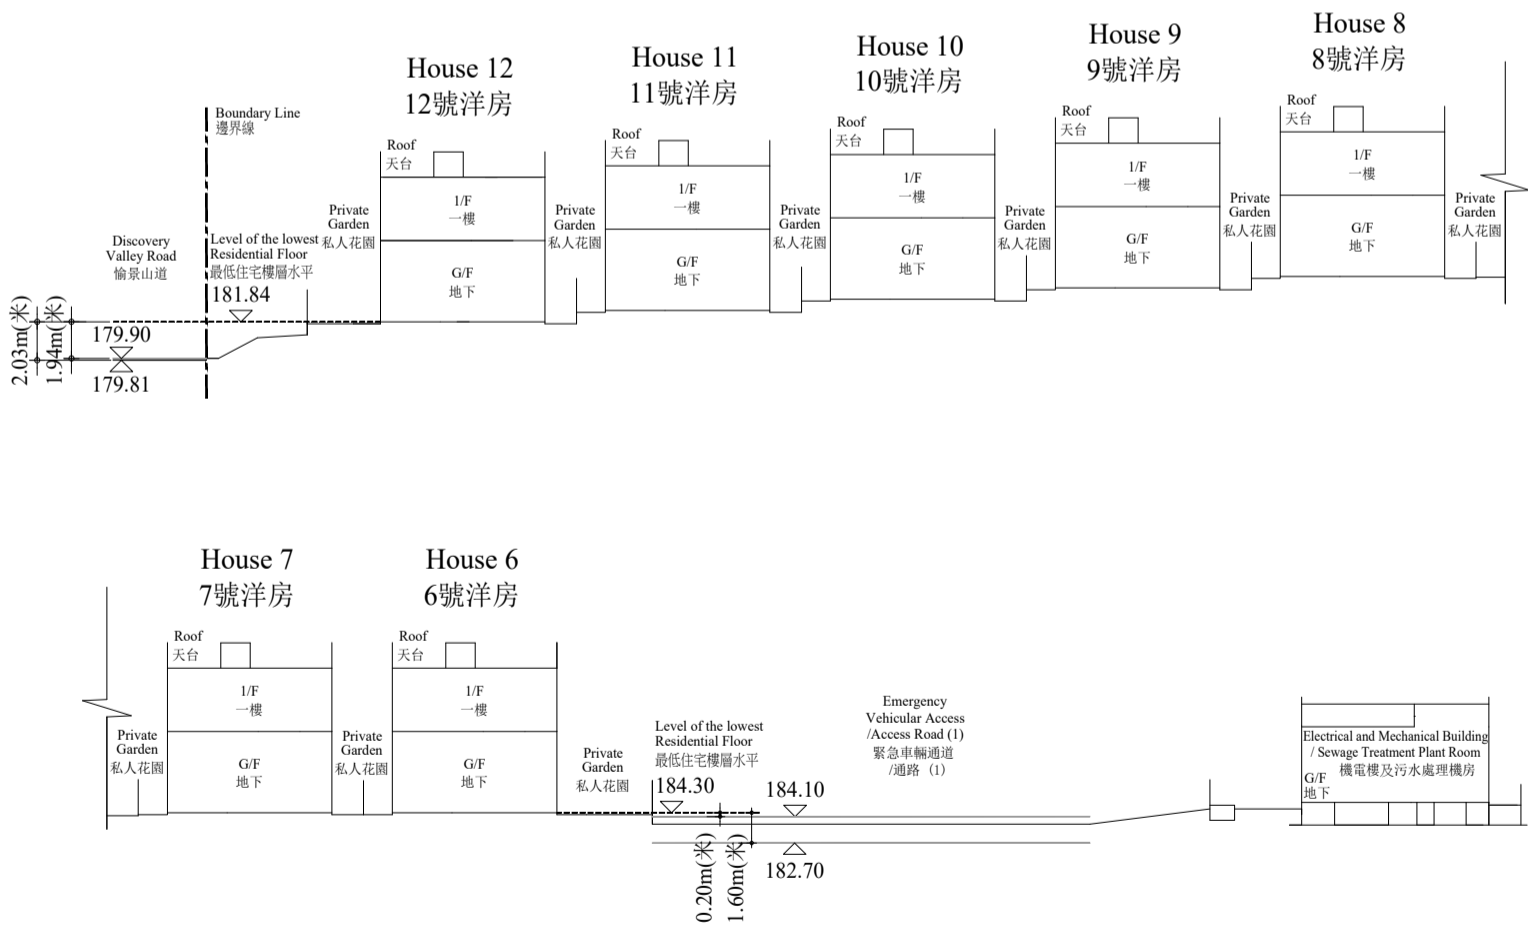 House 12
12號洋房
House 11
11號洋房
House 10
10號洋房
House 9
9號洋房
House 8
8號洋房
Boundary Line
邊界線
Roof
天台
1/F
一樓
G/F
地下
Roof
天台
1/F
一樓
G/F
地下
Roof
天台
1/F
一樓
G/F
地下
Roof
天台
1/F
一樓
G/F
地下
Roof
天台
1/F
一樓
G/F
地下
Discovery
Valley Road
愉景山道
Level of the lowest
Residential Floor
最低住宅樓層水平
181.84
Private
Garden
私人花園
Private
Garden
私人花園
Private
Garden
私人花園
Private
Garden
私人花園
Private
Garden
私人花園
Private
Garden
私人花園
2.03m(米)
1.94m(米)
179.90
179.81
House 7
7號洋房
House 6
6號洋房
Roof
天台
1/F
一樓
G/F
地下
Roof
天台
1/F
一樓
G/F
地下
Private
Garden
私人花園
Private
Garden
私人花園
Private
Garden
私人花園
Level of the lowest
Residential Floor
最低住宅樓層水平
184.30
184.10
0.20m(米)
1.60m(米)
182.70
Emergency
Vehicular Access
/Access Road (1)
緊急車輛通道
/通路（1）
Electrical and Mechanical Building
/ Sewage Treatment Plant Room
機電樓及污水處理機房
G/F
地下